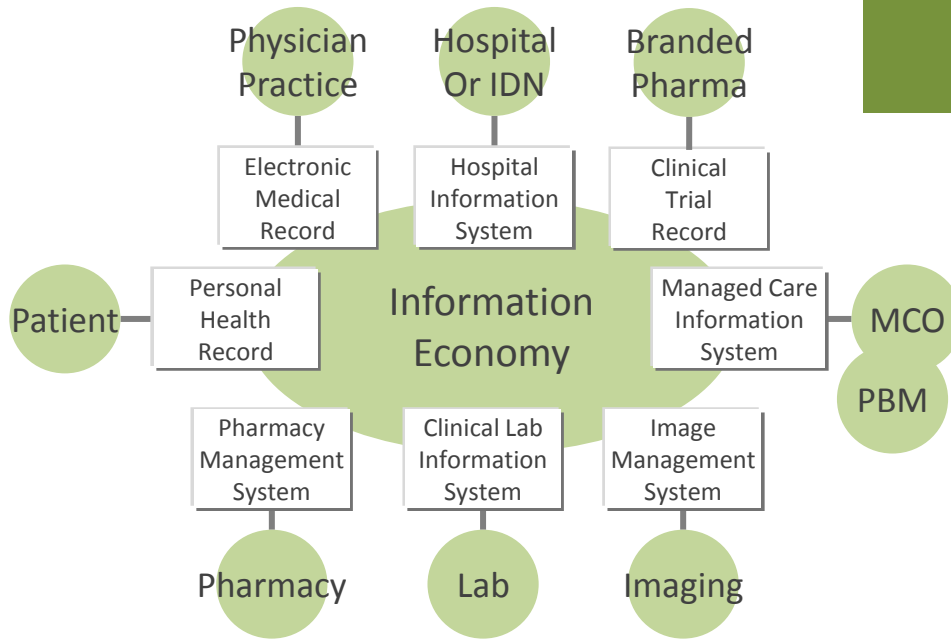 Physician
Practice
Hospital
Or IDN
Branded
Pharma
Electronic
Medical
Record
Hospital
Information
System
Clinical
Trial
Record
Patient
Personal
Health
Record
Information
Economy
Managed Care
Information
System
MCO
PBM
Pharmacy
Management
System
Clinical Lab
Information
System
Image
Management
System
Pharmacy
Lab
Imaging